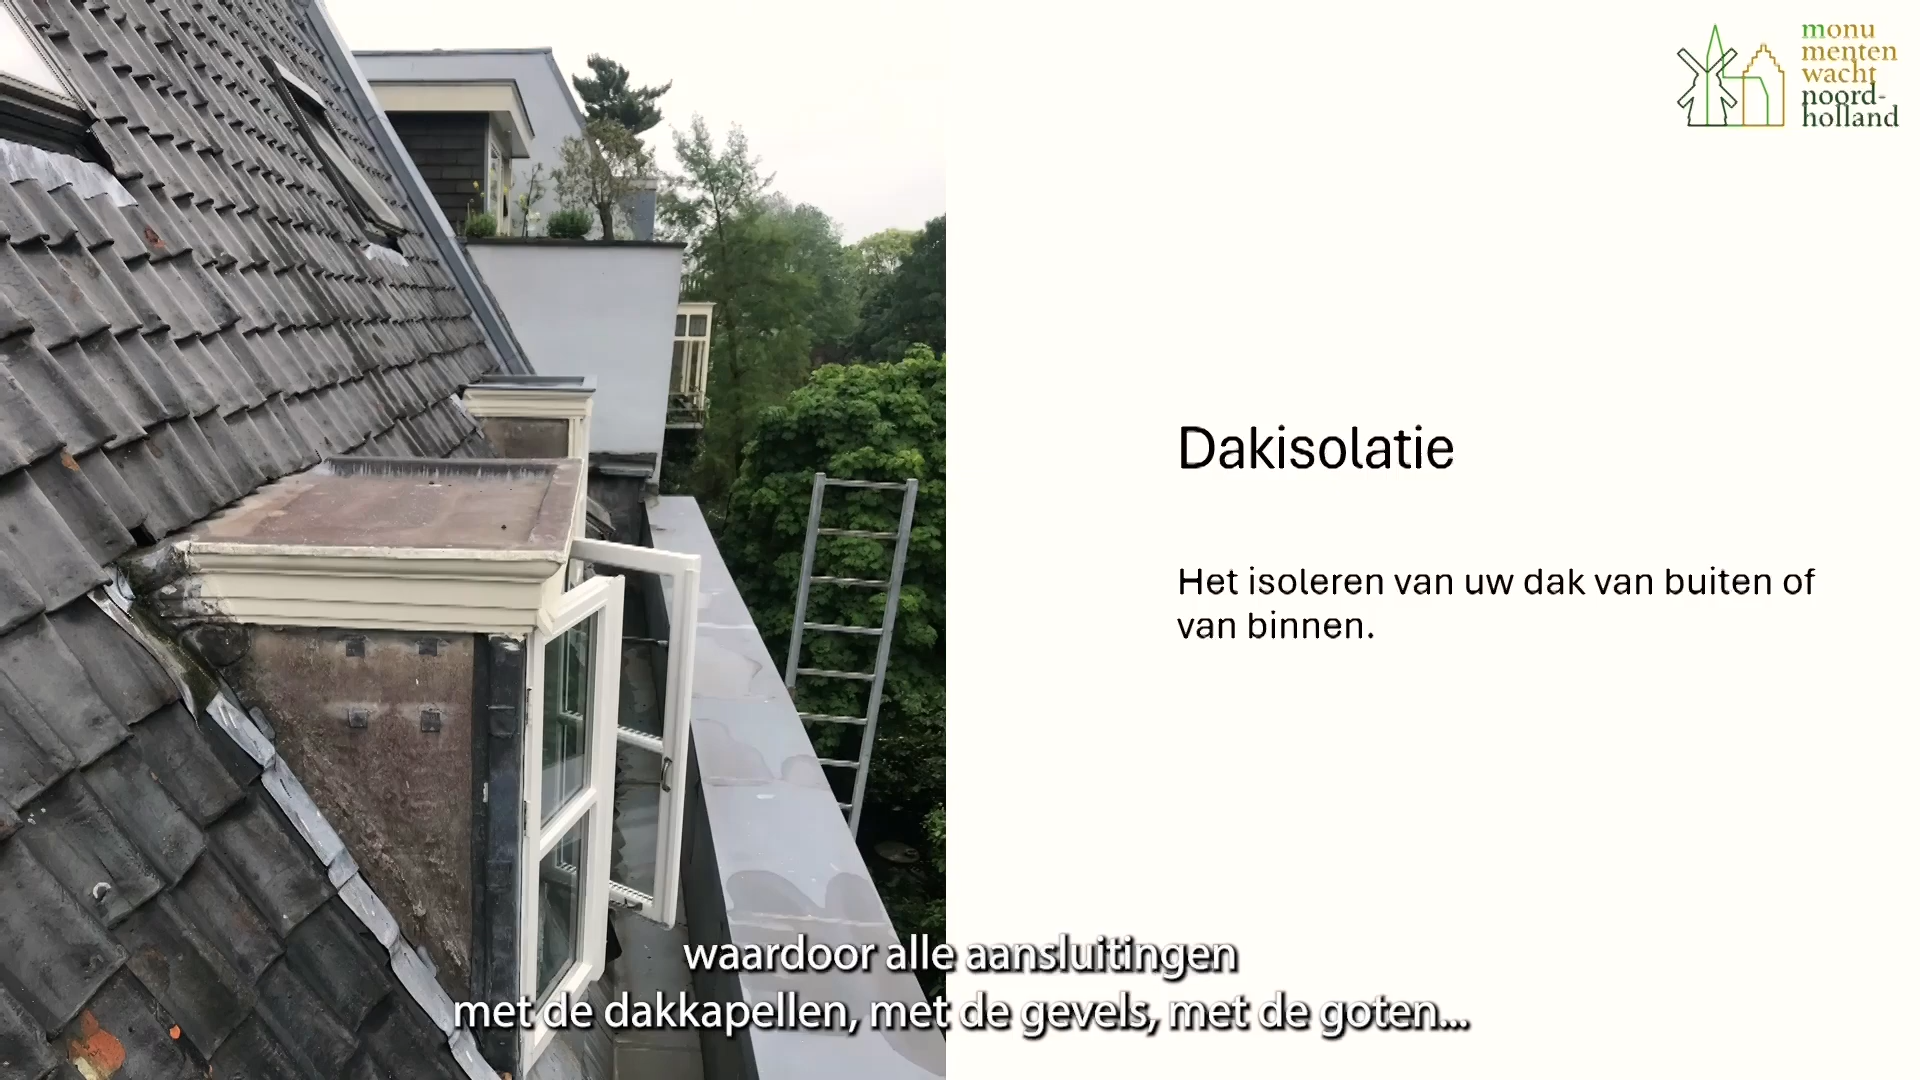 monu
menten
wacht
noord-
holland
Dakisolatie
Het isoleren van uw dak van buiten of
van binnen.
waardoor alle aansluitingen
met de dakkapellen, met de gevels, met de goten...